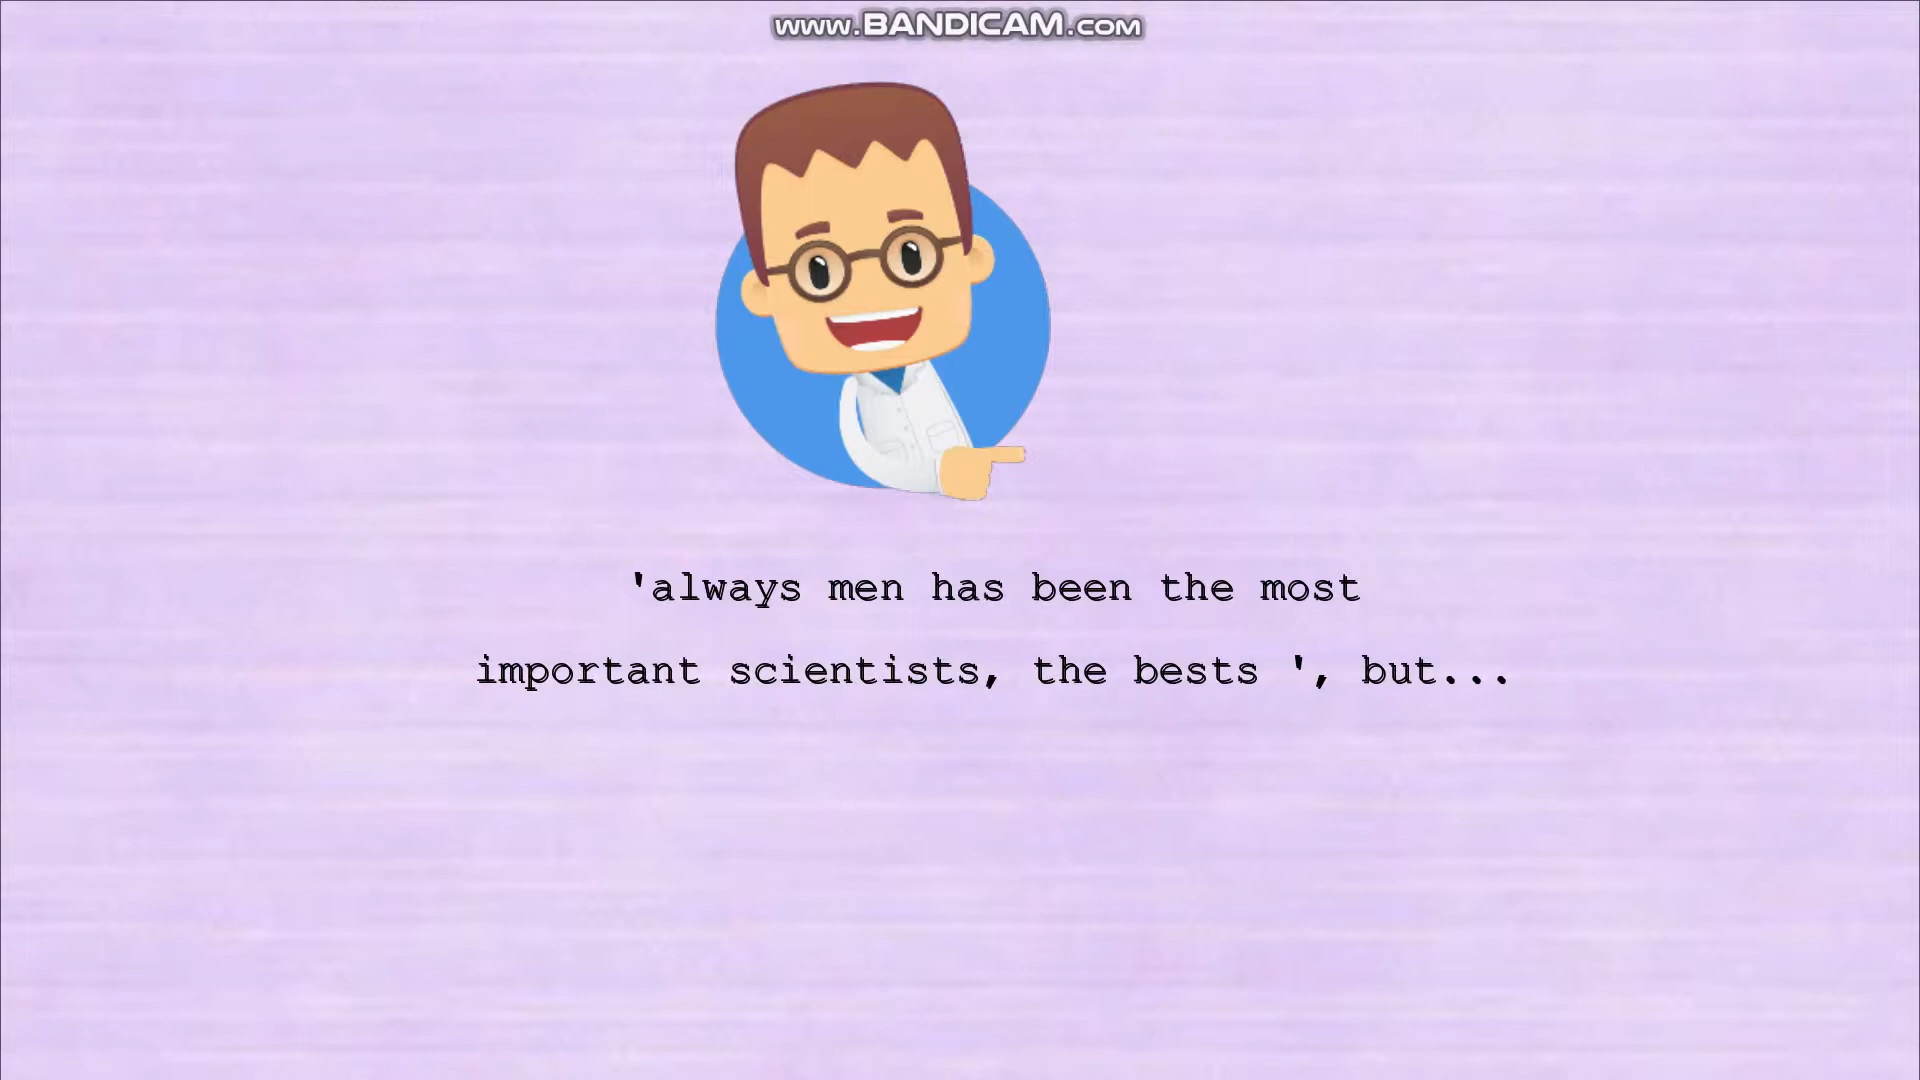 www.BANDICAM.com
'always men has been the most
important scientists, the bests ', but...